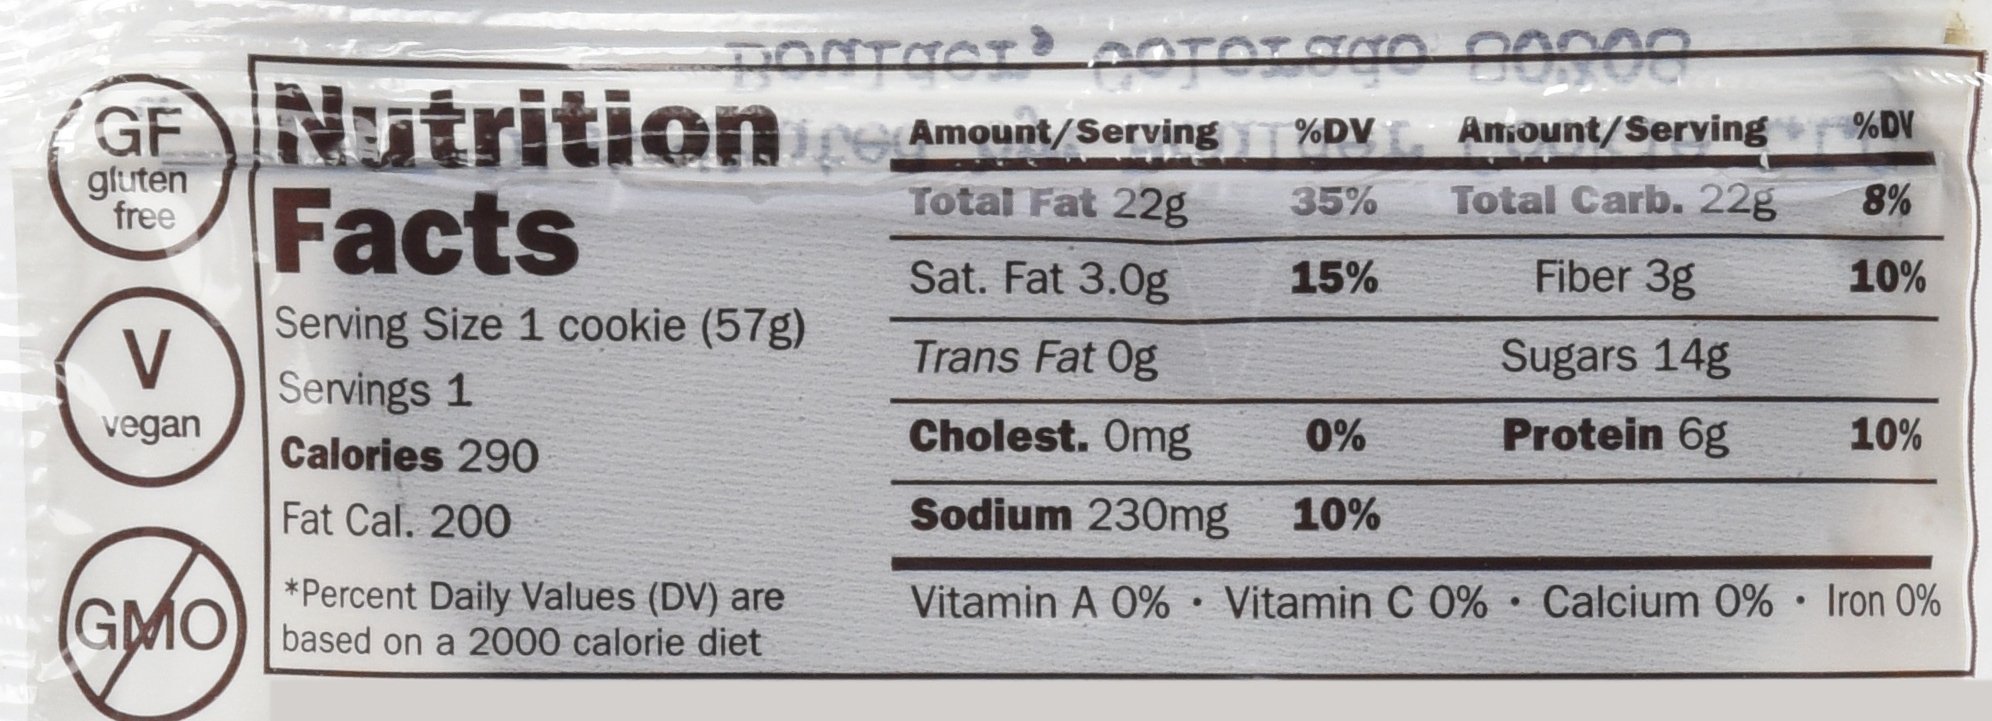 GF
gluten
free
V
vegan
GMO
Nutrition
Facts
Serving Size 1 cookie (57g)
Servings 1
Calories 290
Fat Cal. 200
*Percent Daily Values (DV) are
based on a 2000 calorie diet
Amount/Serving %DV Amount/Serving %DV
Total Fat 22g 35% Total Carb. 22g 8%
Sat. Fat 3.0g 15% Fiber 3g 10%
Trans Fat 0g Sugars 14g
Cholest. 0mg 0% Protein 6g 10%
Sodium 230mg 10%
Vitamin A 0% • Vitamin C 0% • Calcium 0% • Iron 0%